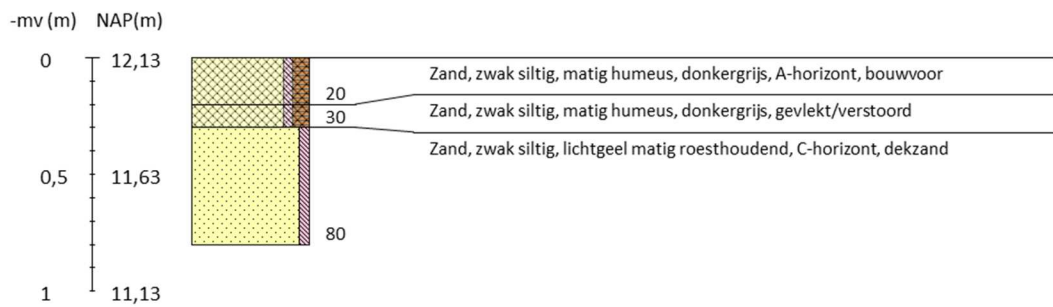 -mv (m) NAP(m)
0 12,13
Zand, zwak siltig, matig humeus, donkergrijs, A-horizont, bouwvoor
20
Zand, zwak siltig, matig humeus, donkergrijs, gevlekt/verstoord
30
Zand, zwak siltig, lichtgeel matig roesthoudend, C-horizont, dekzand
0,5 11,63
80
1 11,13